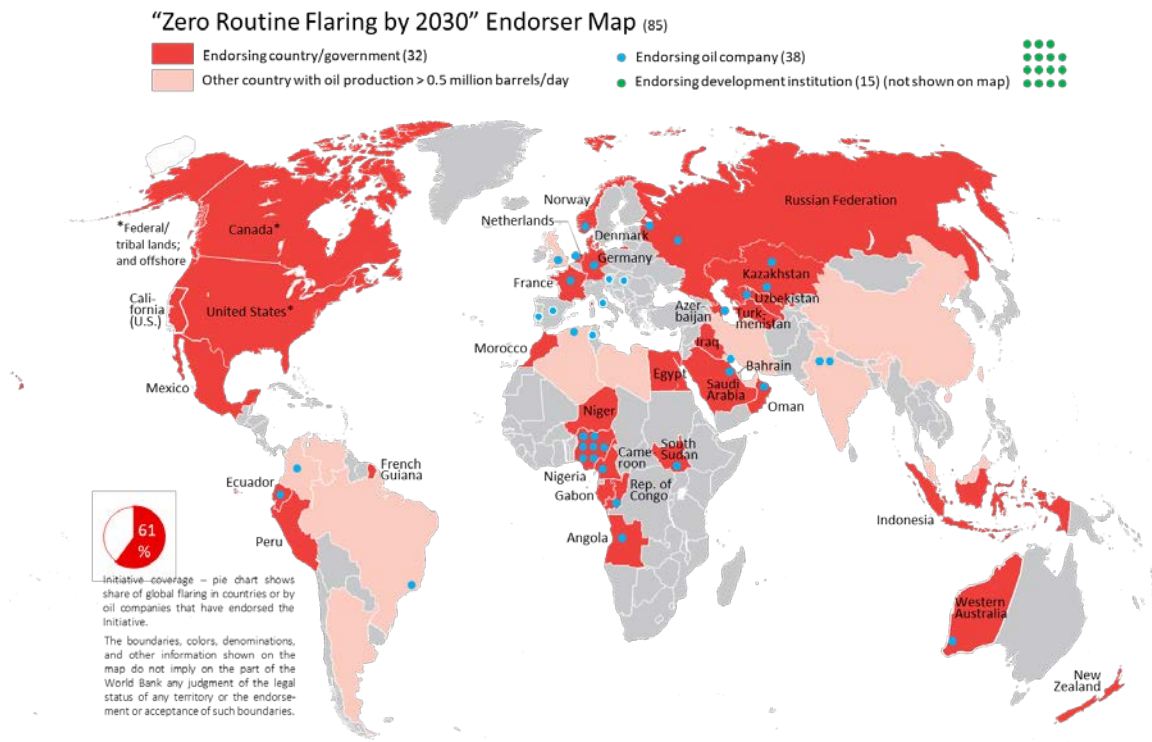 “Zero Routine Flaring by 2030” Endorser Map (85)
Endorsing country/government (32)
Other country with oil production > 0.5 million barrels/day
Endorsing oil company (38)
Endorsing development institution (15) (not shown on map)
*Federal/
tribal lands;
and offshore
Canada*
Cali-
fornia
(U.S.)
United States*
Mexico
Norway
Netherlands
Denmark
Germany
France
Russian Federation
Kazakhstan
Uzbekistan
Azer-
baijan
Turk-
menistan
Morocco
Iraq
Bahrain
Egypt
Saudi
Arabia
Oman
Niger
South
Sudan
Came
roon
Nigeria
Gabon
Rep. of
Congo
Angola
French
Guiana
Ecuador
Peru
Indonesia
Western
Australia
New
Zealand
61
%
Initiative coverage – pie chart shows
share of global flaring in countries or by
oil companies that have endorsed the
Initiative.
The boundaries, colors, denominations,
and other information shown on the
map do not imply on the part of the
World Bank any judgment of the legal
status of any territory or the endorse-
ment or acceptance of such boundaries.